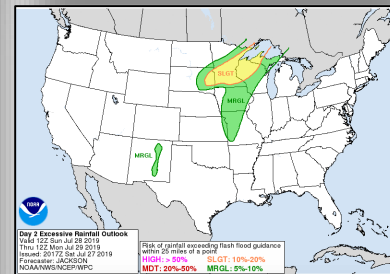 SLGT
MRGL
MRGL
NOAA
Day 2 Excessive Rainfall Outlook
Valid 12Z Sun Jul 28 2019
Thru 12Z Mon Jul 29 2019
Issued: 2017Z Sat Jul 27 2019
Forecaster: JACKSON
NOAA/NWS/NCEP/WPC
Risk of rainfall exceeding flash flood guidance
within 25 miles of a point
HIGH: > 50% SLGT: 10%-20%
MDT: 20%-50% MRGL: 5%-10%